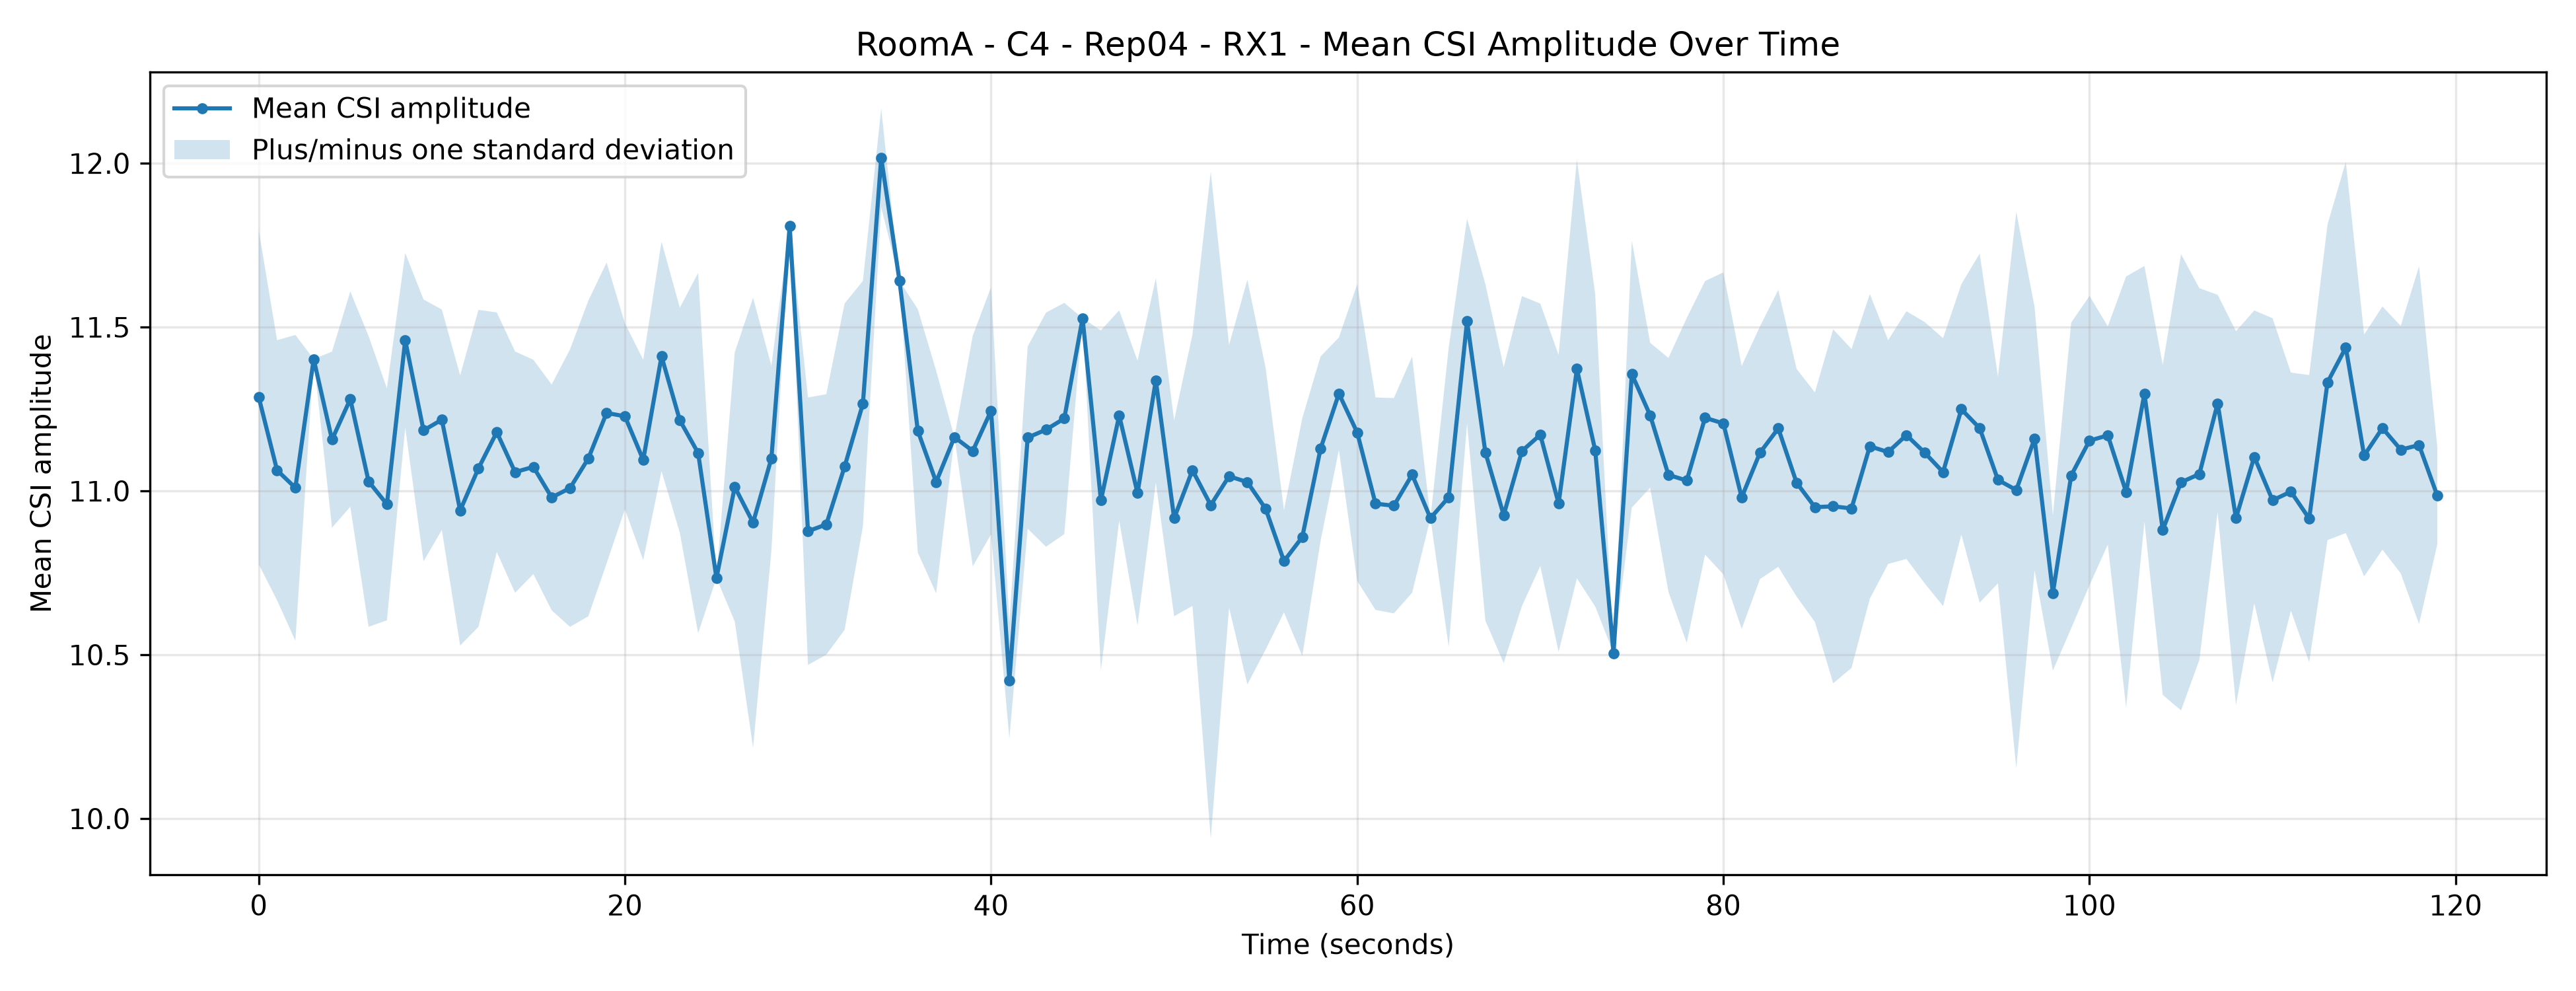 RoomA - C4 - Rep04 - RX1 - Mean CSI Amplitude Over Time
Mean CSI amplitude
Plus/minus one standard deviation
Mean CSI amplitude
12.0
11.5
11.0
10.5
10.0
0 20 40 60 80 100 120
Time (seconds)